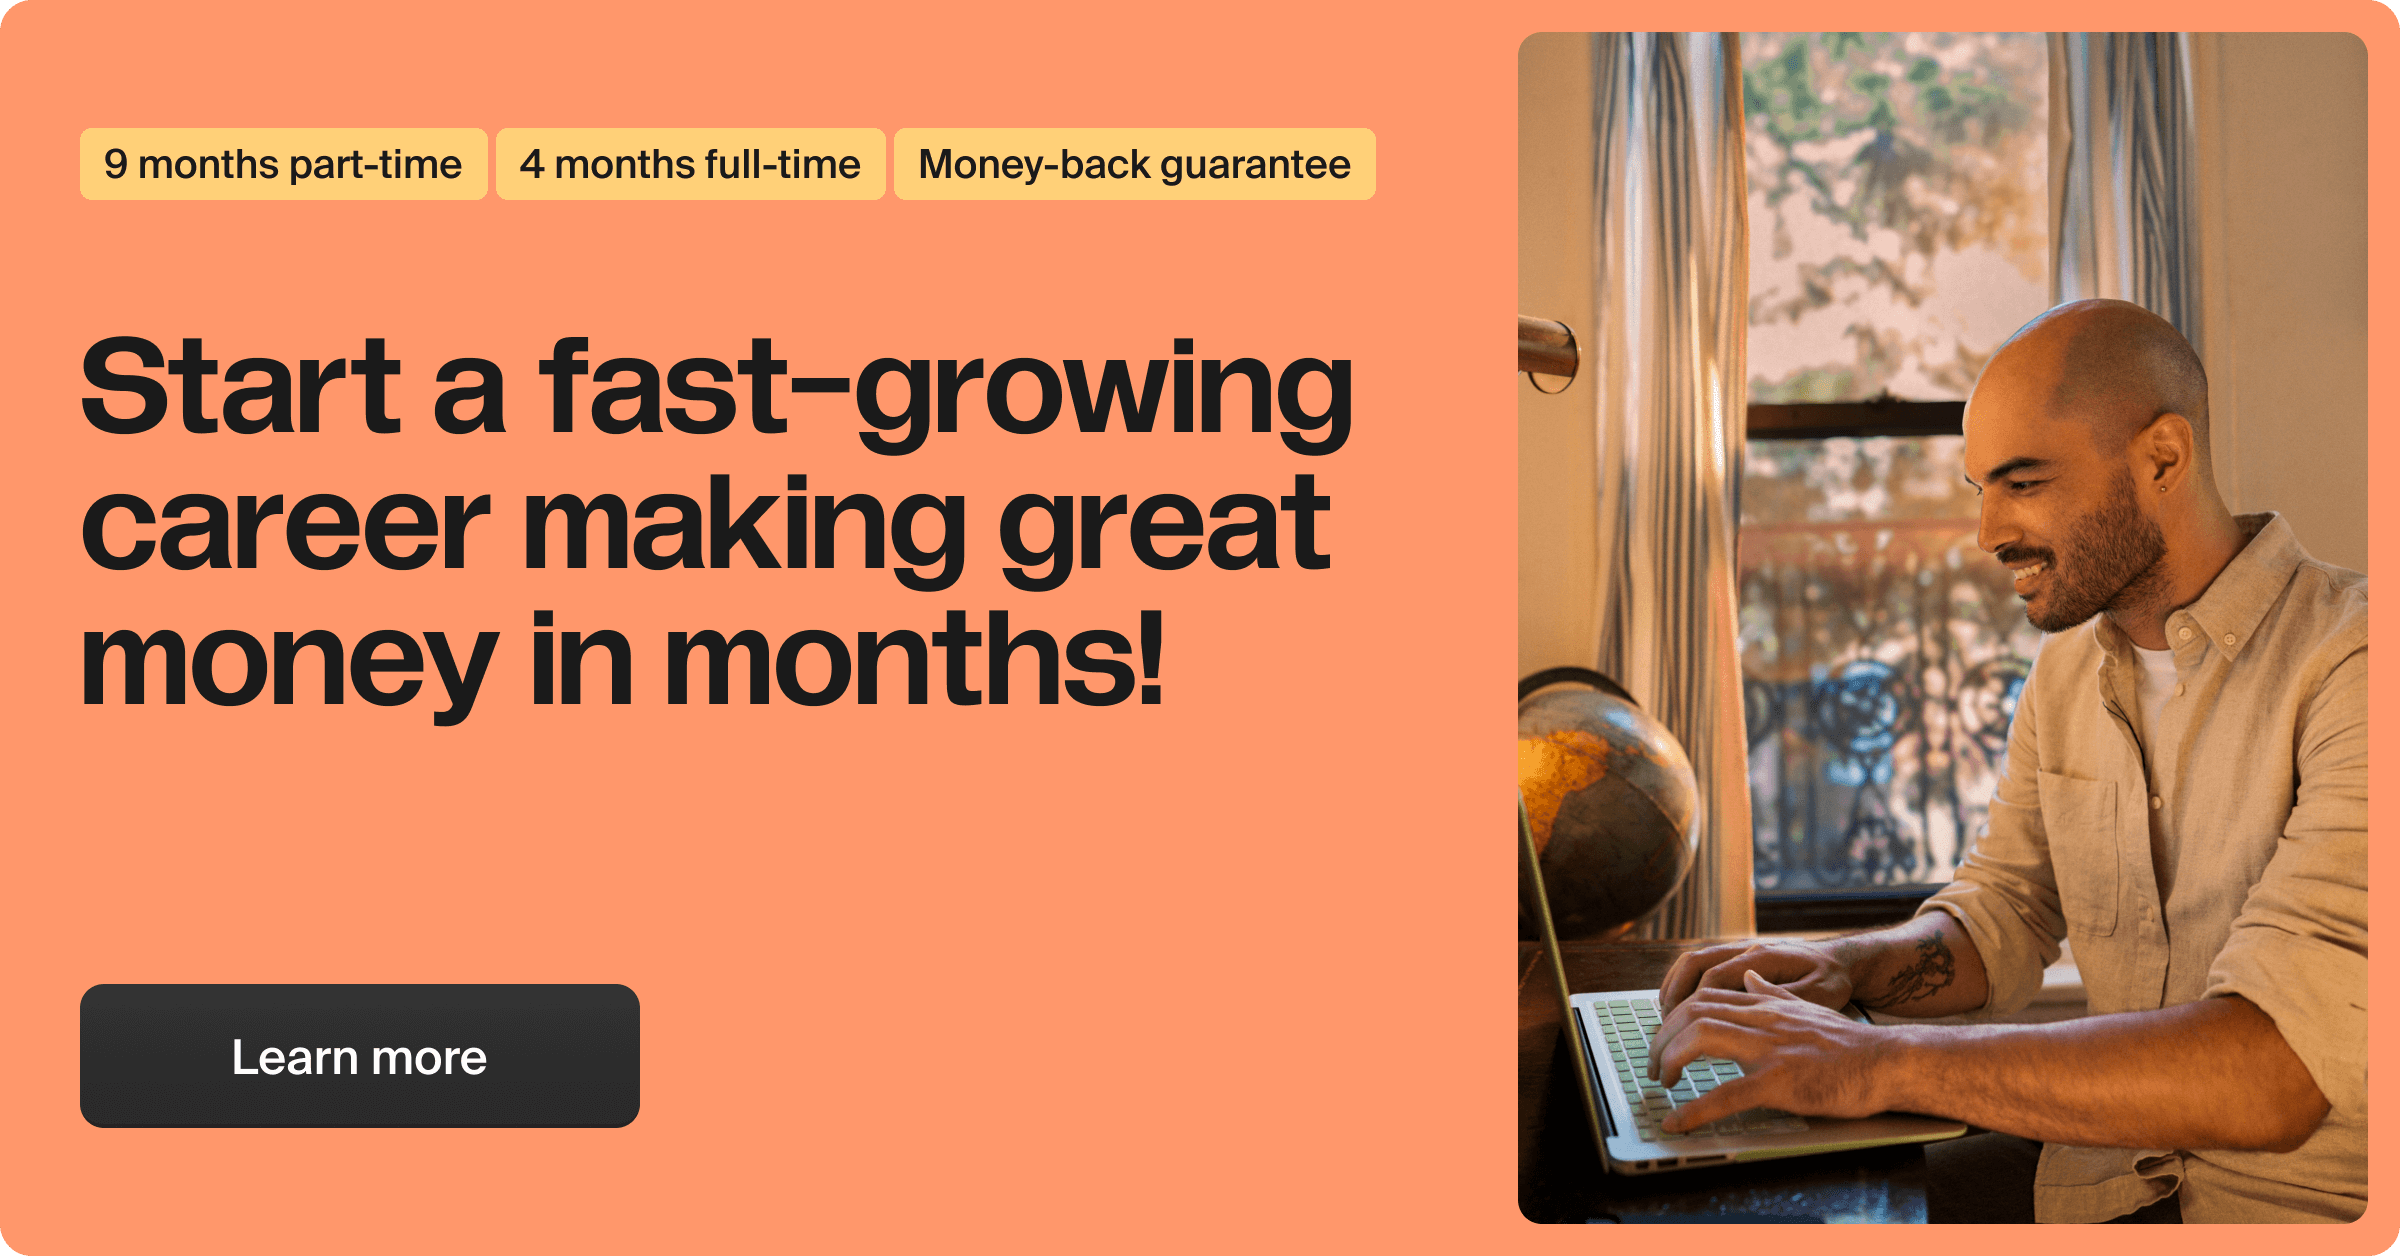 9 months part-time 4 months full-time Money-back guarantee
Start a fast-growing
career making great
money in months!
Learn more